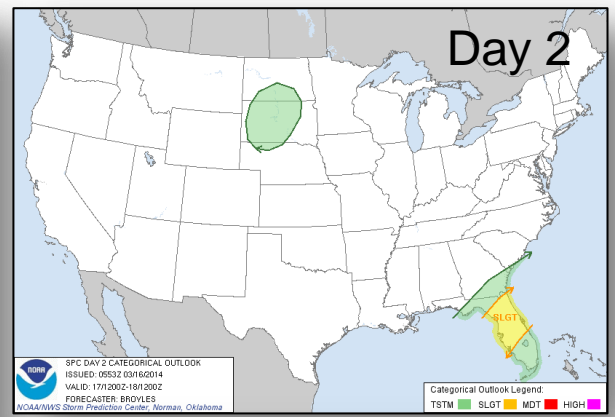 Day 2
SLGT
SPC DAY 2 CATEGORICAL OUTLOOK
ISSUED: 0553Z 03/16/2014
VALID: 17/1200Z-18/1200Z
FORECASTER: BROYLES
NOAA/NWS Storm Prediction Center, Norman, Oklahoma
NOAA
Categorical Outlook Legend:
TSTM SLGT MDT HIGH